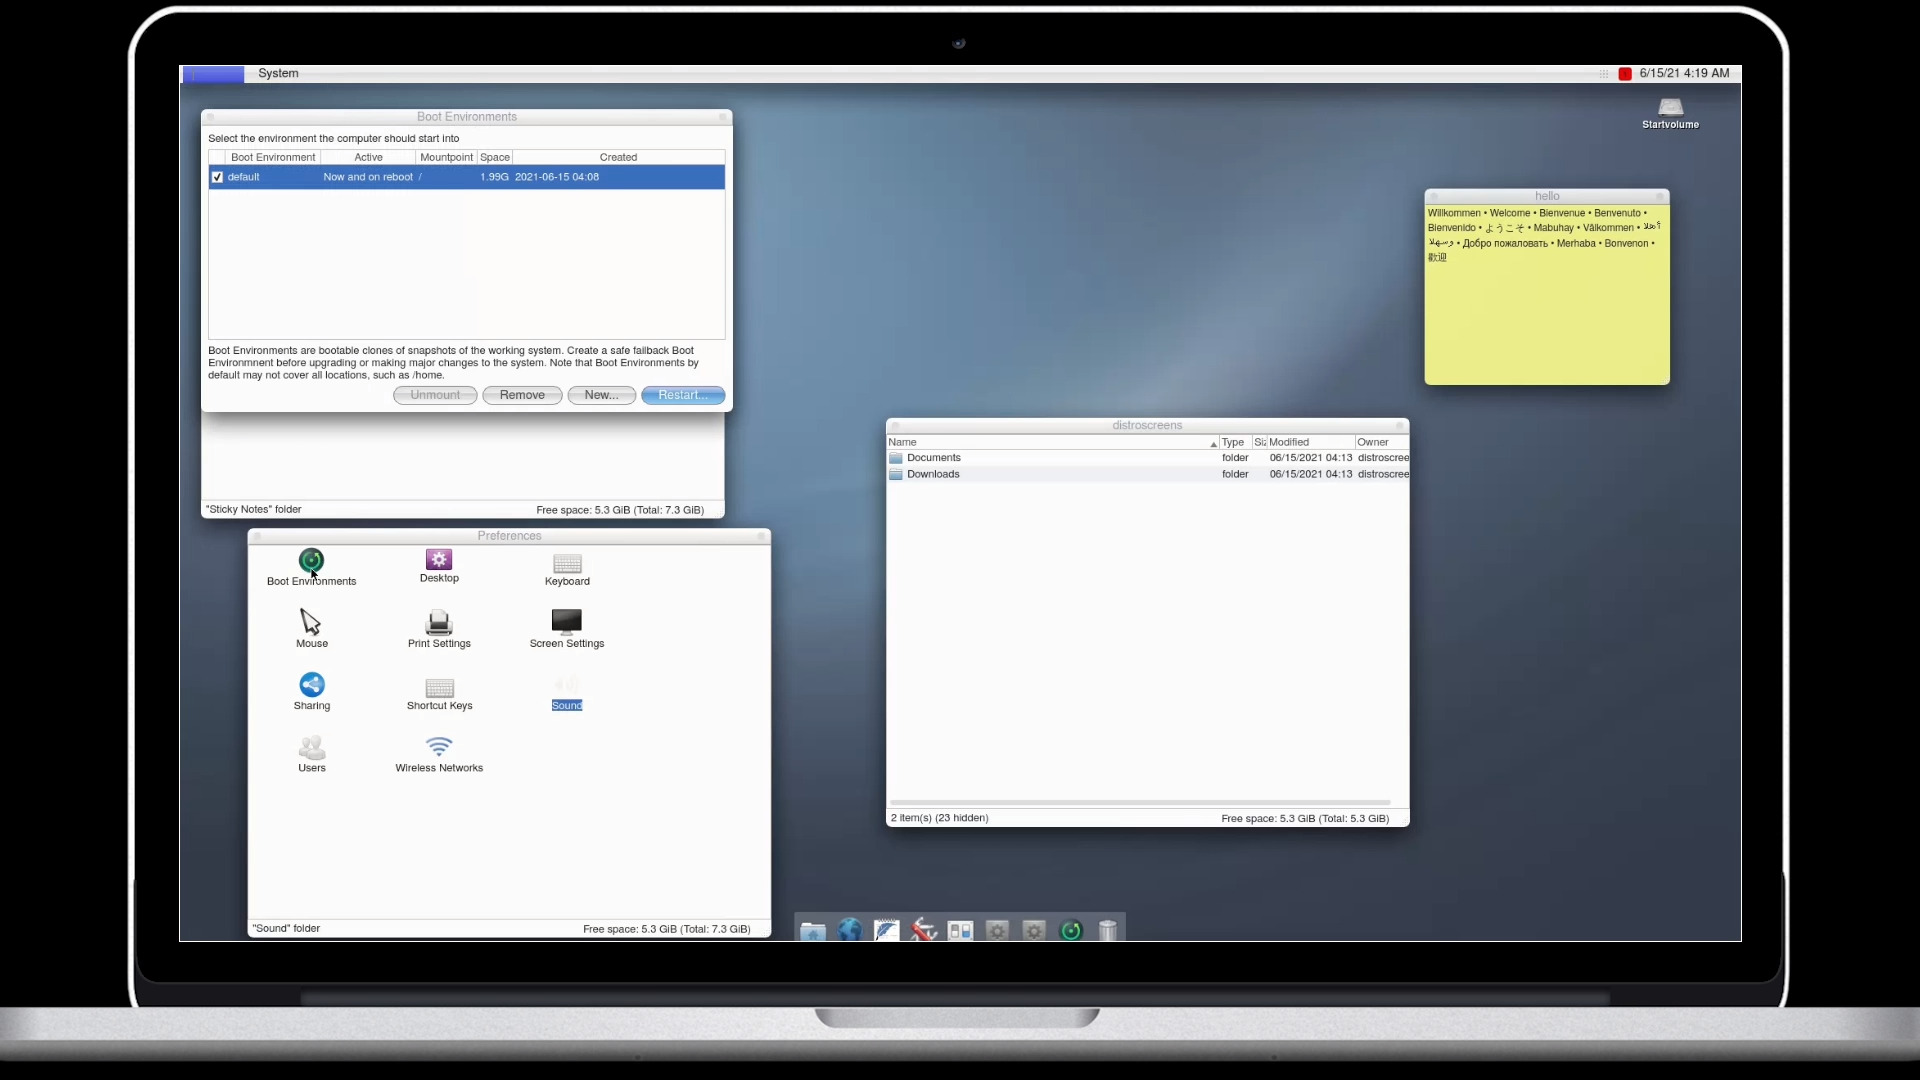 System
6/15/21 4:19 AM
Startvolume
Boot Environments
Select the environment the computer should start into
Boot Environment Active Mountpoint Space Created
default Now and on reboot / 1.99G 2021-06-15 04:08
Boot Environments are bootable clones of snapshots of the working system. Create a safe failback Boot
Environmnent before upgrading or making major changes to the system. Note that Boot Environments by
default may not cover all locations, such as /home.
Unmount Remove New... Restart...
"Sticky Notes" folder Free space: 5.3 GiB (Total: 7.3 GiB)
hello
Willkommen • Welcome • Bienvenue • Benvenuto •
Bienvenido • ようこそ • Mabuhay • Välkommen • أهلا
وسهلا • Добро пожаловать • Merhaba • Bonvenon •
歡迎
distroscreens
Name Type Modified Owner
Documents folder 06/15/2021 04:13 distroscree
Downloads folder 06/15/2021 04:13 distroscree
2 item(s) (23 hidden) Free space: 5.3 GiB (Total: 5.3 GiB)
Preferences
Boot Environments Desktop Keyboard
Mouse Print Settings Screen Settings
Sharing Shortcut Keys Sound
Users Wireless Networks
"Sound" folder Free space: 5.3 GiB (Total: 7.3 GiB)